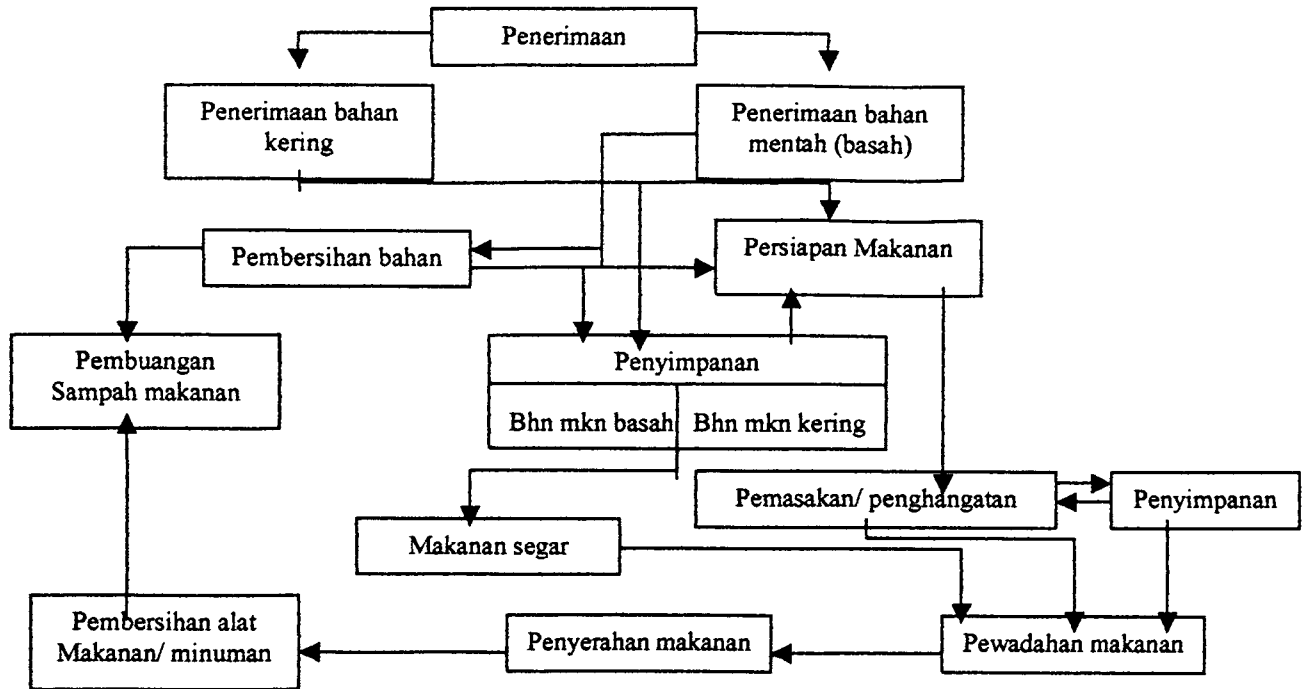 Penerimaan
Penerimaan bahan
kering
Penerimaan bahan
mentah (basah)
Pembersihan bahan
Persiapan Makanan
Pembuangan
Sampah makanan
Penyimpanan
Bhn mkn basah
Bhn mkn kering
Pemasakan/ penghangatan
Penyimpanan
Makanan segar
Pembersihan alat
Makanan/ minuman
Penyerahan makanan
Pewadahan makanan